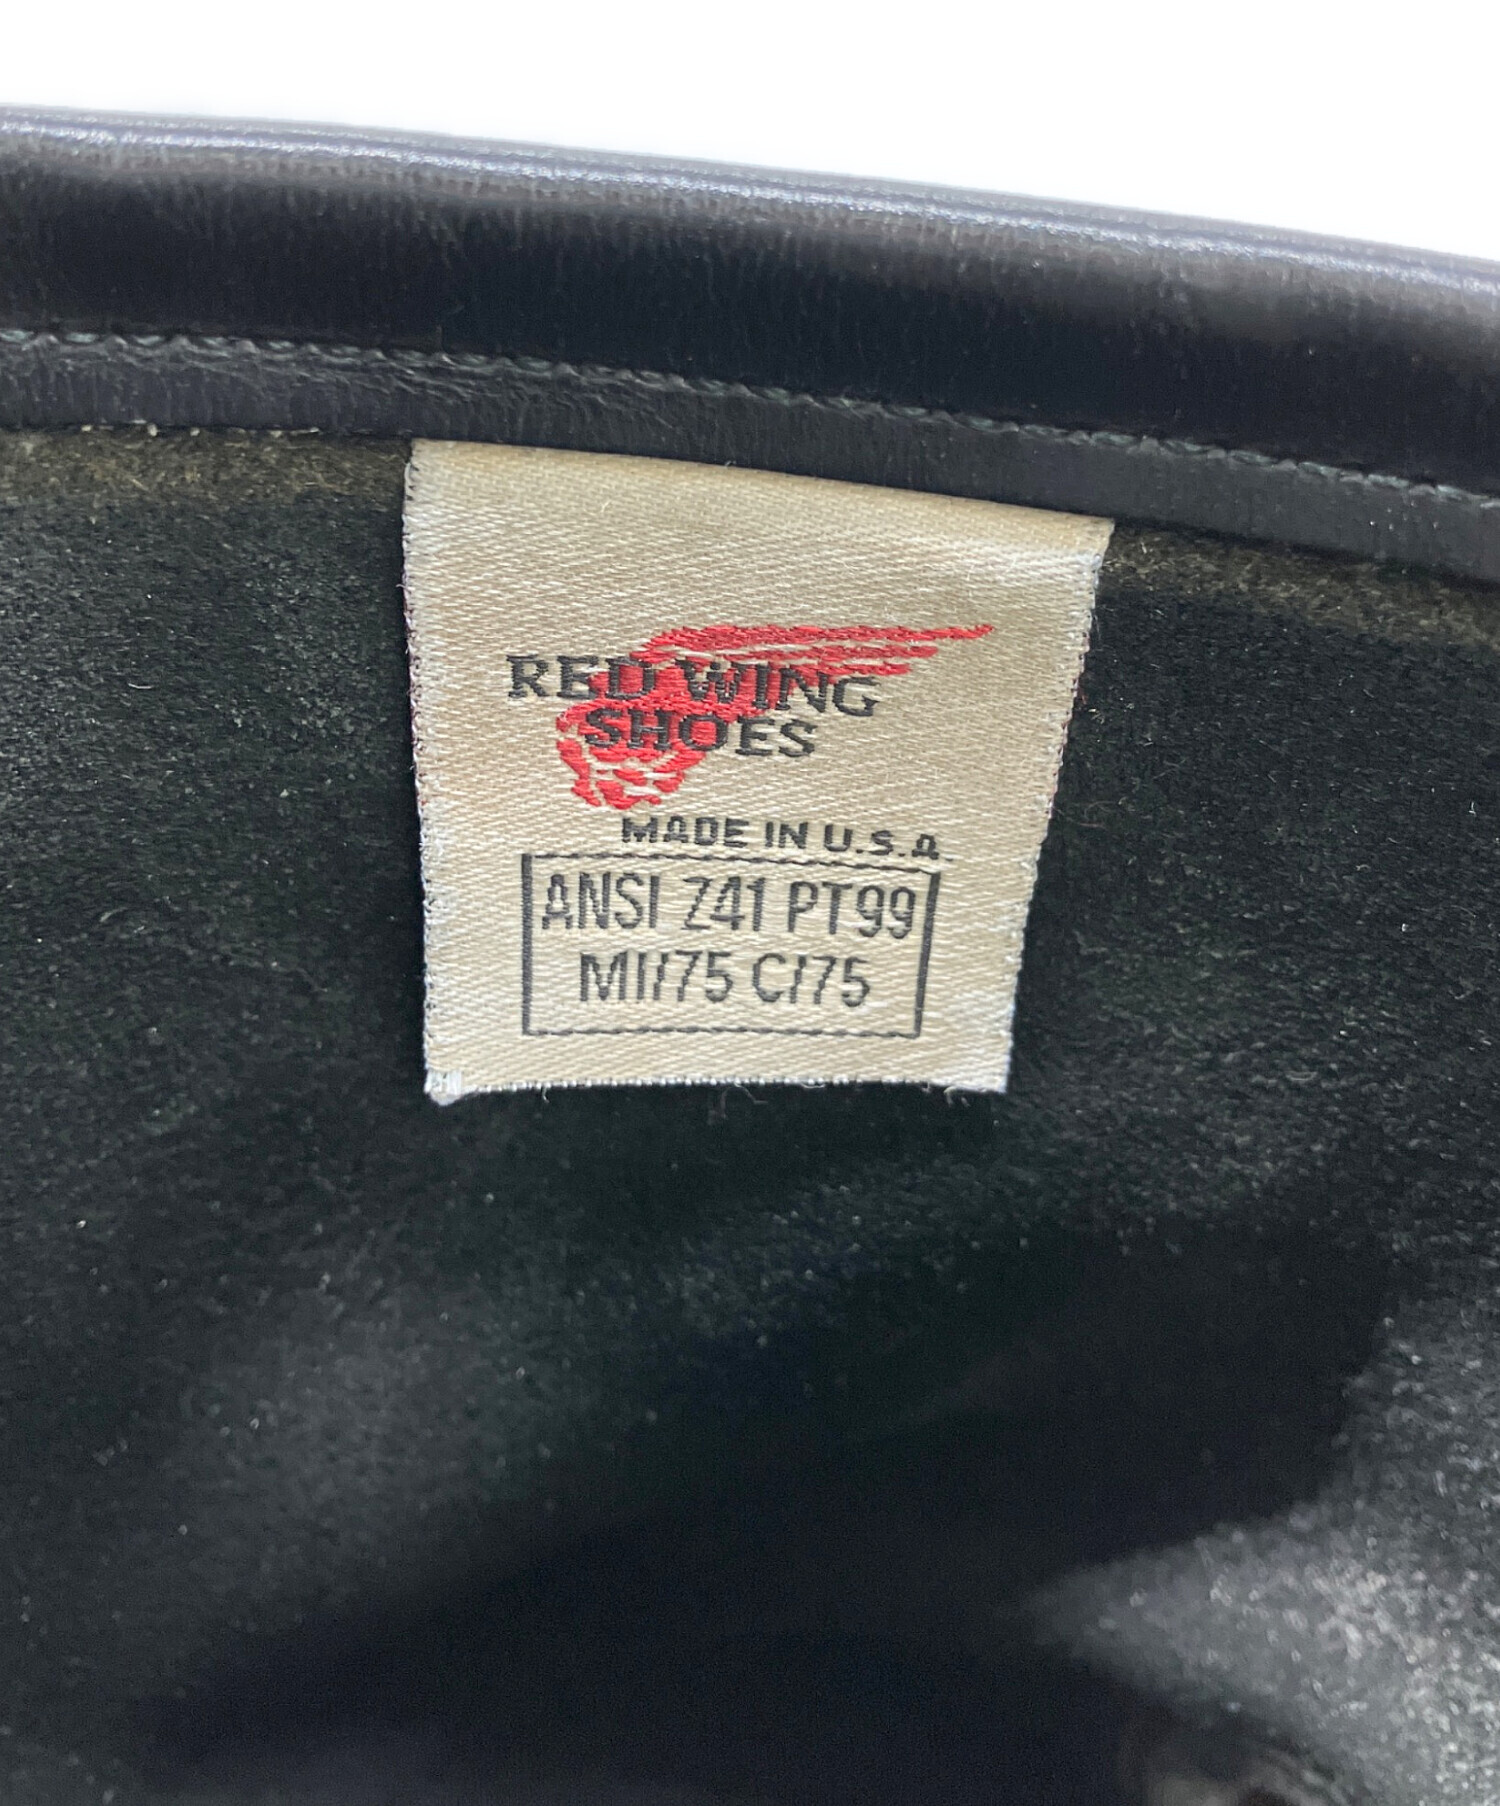 RED WING
SHOES
MADE IN U.S.A.
ANSI Z41 PT99
MI/75 C/75